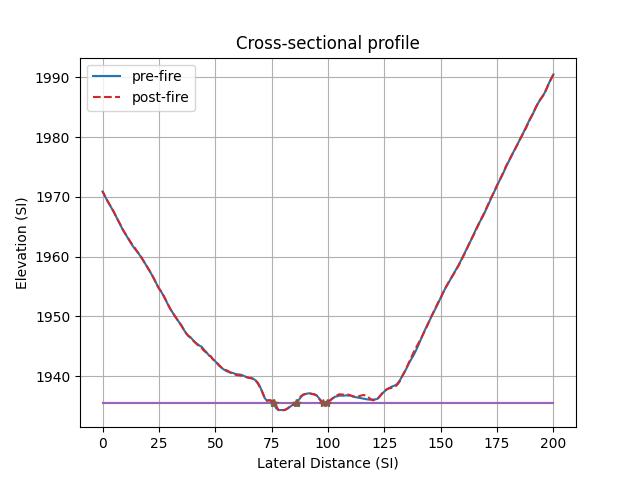 Cross-sectional profile
pre-fire
post-fire
1990
1980
1970
1960
1950
1940
Elevation (SI)
0 25 50 75 100 125 150 175 200
Lateral Distance (SI)